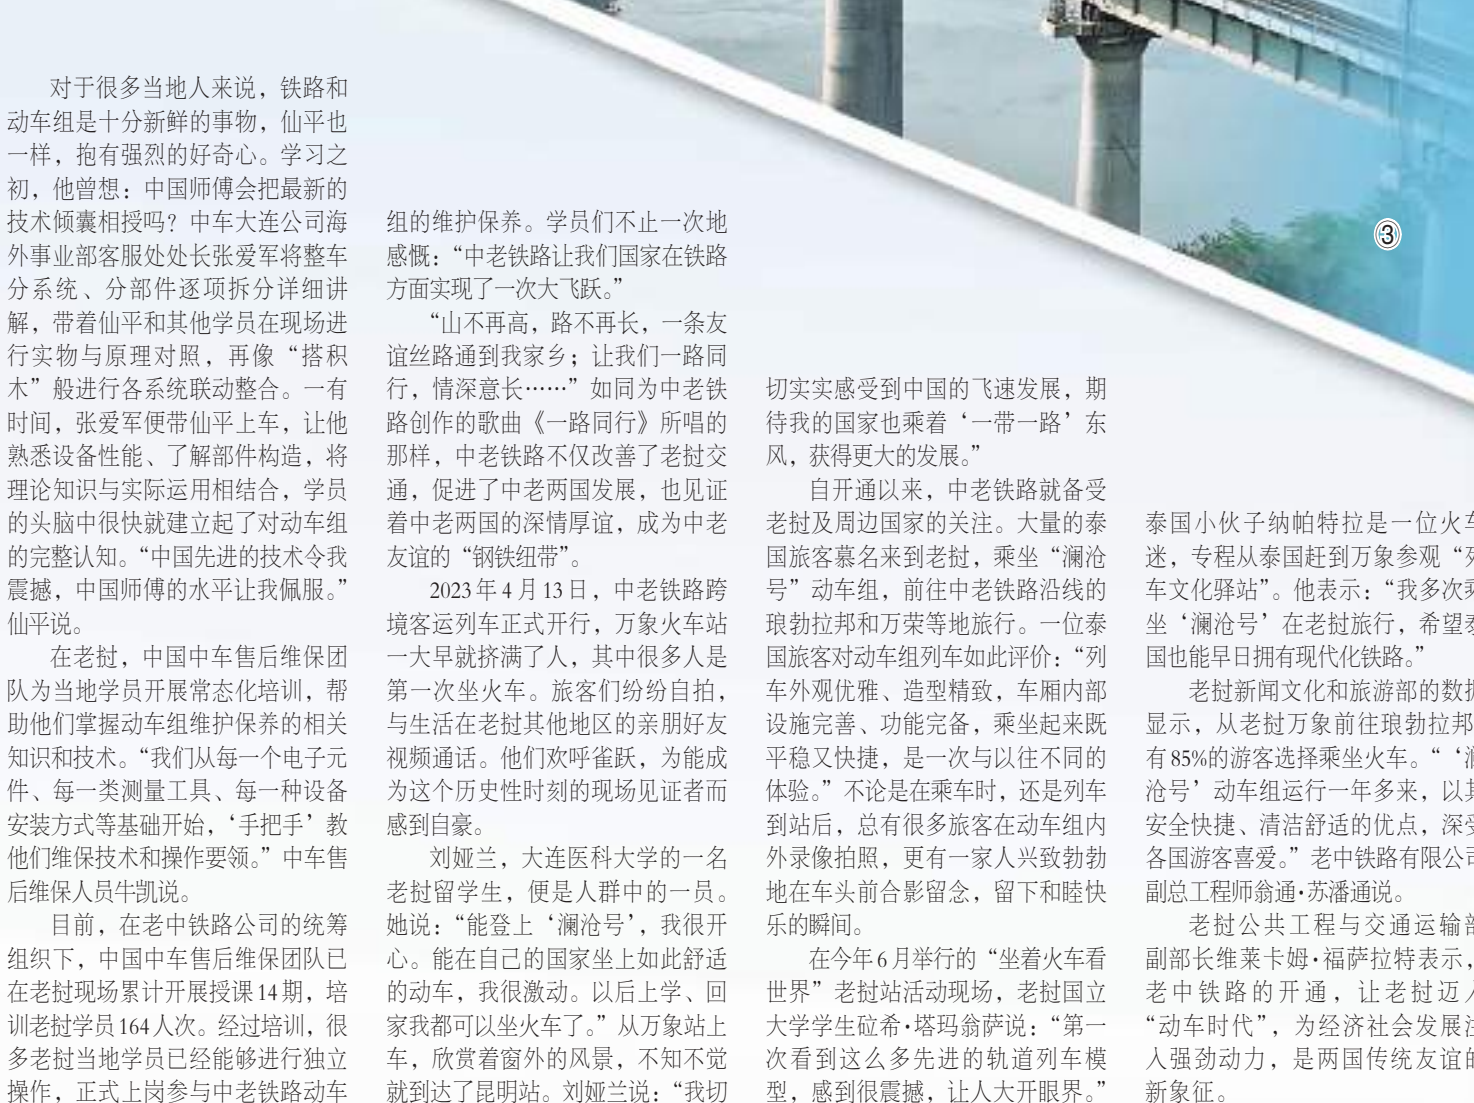 对于很多当地人来说，铁路和
动车组是十分新鲜的事物，仙平也
一样，抱有强烈的好奇心。学习之
初，他曾想：中国师傅会把最新的
技术倾囊相授吗？中车大连公司海
外事业部客服处处长张爱军将整车
分系统、分部件逐项拆分详细讲
解，带着仙平和其他学员在现场进
行实物与原理对照，再像“搭积
木”般进行各系统联动整合。一有
时间，张爱军便带仙平上车，让他
熟悉设备性能、了解部件构造，将
理论知识与实际运用相结合，学员
的头脑中很快就建立起了对动车组
的完整认知。“中国先进的技术令我
震撼，中国师傅的水平让我佩服。”
仙平说。
在老挝，中国中车售后维保团
队为当地学员开展常态化培训，帮
助他们掌握动车组维护保养的相关
知识和技术。“我们从每一个电子元
件、每一类测量工具、每一种设备
安装方式等基础开始，‘手把手’教
他们维保技术和操作要领。”中车售
后维保人员牛凯说。
目前，在老中铁路公司的统筹
组织下，中国中车售后维保团队已
在老挝现场累计开展授课14期，培
训老挝学员164人次。经过培训，很
多老挝当地学员已经能够进行独立
操作，正式上岗参与中老铁路动车
组的维护保养。学员们不止一次地
感慨：“中老铁路让我们国家在铁路
方面实现了一次大飞跃。”
“山不再高，路不再长，一条友
谊丝路通到我家乡；让我们一路同
行，情深意长……”如同为中老铁
路创作的歌曲《一路同行》所唱的
那样，中老铁路不仅改善了老挝交
通，促进了中老两国发展，也见证
着中老两国的深情厚谊，成为中老
友谊的“钢铁纽带”。
2023年4月13日，中老铁路跨
境客运列车正式开行，万象火车站
一大早就挤满了人，其中很多人是
第一次坐火车。旅客们纷纷自拍，
与生活在老挝其他地区的亲朋好友
视频通话。他们欢呼雀跃，为能成
为这个历史性时刻的现场见证者而
感到自豪。
刘娅兰，大连医科大学的一名
老挝留学生，便是人群中的一员。
她说：“能登上‘澜沧号’，我很开
心。能在自己的国家坐上如此舒适
的动车，我很激动。以后上学、回
家我都可以坐火车了。”从万象站上
车，欣赏着窗外的风景，不知不觉
就到达了昆明站。刘娅兰说：“我切
切实实感受到中国的飞速发展，期
待我的国家也乘着‘一带一路’东
风，获得更大的发展。”
自开通以来，中老铁路就备受
老挝及周边国家的关注。大量的泰
国旅客慕名来到老挝，乘坐“澜沧
号”动车组，前往中老铁路沿线的
琅勃拉邦和万荣等地旅行。一位泰
国旅客对动车组列车如此评价：“列
车外观优雅、造型精致，车厢内部
设施完善、功能完备，乘坐起来既
平稳又快捷，是一次与以往不同的
体验。”不论是在乘车时，还是列车
到站后，总有很多旅客在动车组内
外录像拍照，更有一家人兴致勃勃
地在车头前合影留念，留下和睦快
乐的瞬间。
在今年6月举行的“坐着火车看
世界”老挝站活动现场，老挝国立
大学学生砬希·塔玛翁萨说：“第一
次看到这么多先进的轨道列车模
型，感到很震撼，让人大开眼界。”
泰国小伙子纳帕特拉是一位火车
迷，专程从泰国赶到万象参观“列
车文化驿站”。他表示：“我多次乘
坐‘澜沧号’在老挝旅行，希望泰
国也能早日拥有现代化铁路。”
老挝新闻文化和旅游部的数据
显示，从老挝万象前往琅勃拉邦
有85%的游客选择乘坐火车。“‘澜
沧号’动车组运行一年多来，以其
安全快捷、清洁舒适的优点，深受
各国游客喜爱。”老中铁路有限公司
副总工程师翁通·苏潘通说。
老挝公共工程与交通运输部
副部长维莱卡姆·福萨拉特表示，
老中铁路的开通，让老挝迈入
“动车时代”，为经济社会发展注
入强劲动力，是两国传统友谊的
新象征。
③